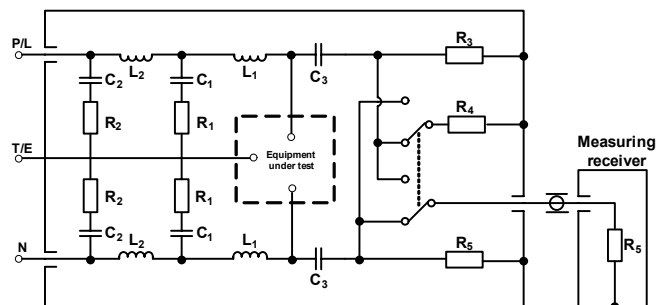 P/L
L2
L1
C3
R3
C2
C1
R4
R2
R1
T/E
Equipment
under test
Measuring
receiver
R2
R1
C2
C1
L2
L1
N
C3
R5
R5